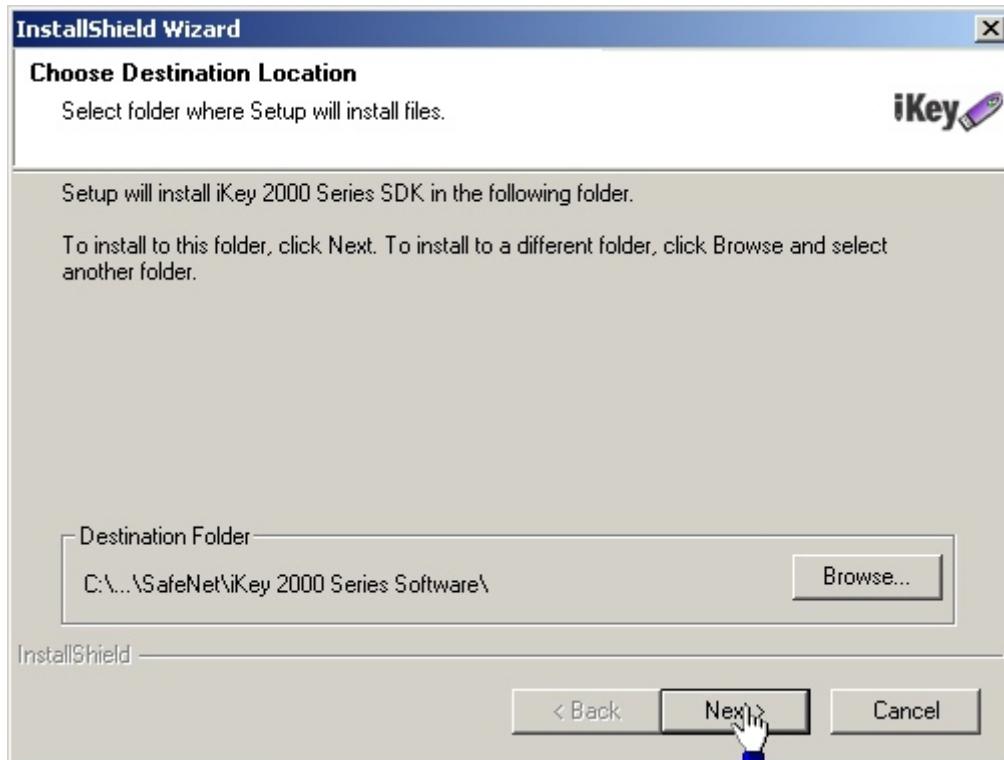 InstallShield Wizard
Choose Destination Location
Select folder where Setup will install files.
iKey
Setup will install iKey 2000 Series SDK in the following folder.
To install to this folder, click Next. To install to a different folder, click Browse and select
another folder.
Destination Folder
C:\...\SafeNet\iKey 2000 Series Software\
Browse...
InstallShield
< Back
Next >
Cancel